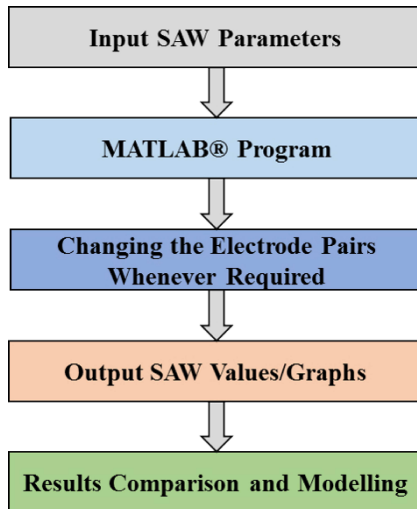 Input SAW Parameters
MATLAB® Program
Changing the Electrode Pairs
Whenever Required
Output SAW Values/Graphs
Results Comparison and Modelling